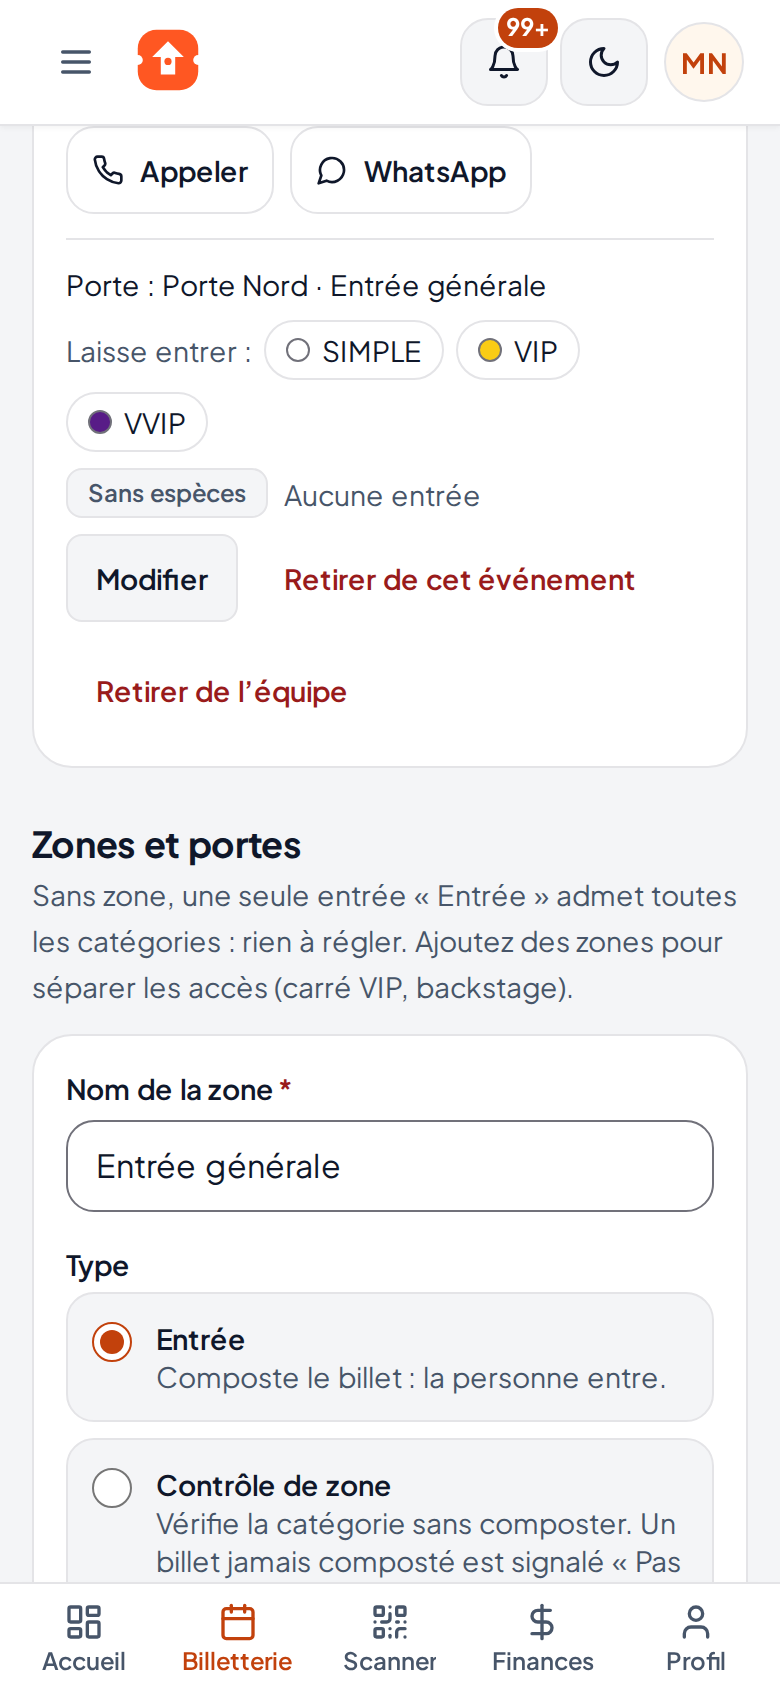 99+
MN
Appeler
WhatsApp
Porte : Porte Nord · Entrée générale
Laisse entrer :
SIMPLE
VIP
VVIP
Sans espèces
Aucune entrée
Modifier
Retirer de cet événement
Retirer de l’équipe
Zones et portes
Sans zone, une seule entrée « Entrée » admet toutes
les catégories : rien à régler. Ajoutez des zones pour
séparer les accès (carré VIP, backstage).
Nom de la zone *
Entrée générale
Type
Entrée
Composte le billet : la personne entre.
Contrôle de zone
Vérifie la catégorie sans composter. Un
billet jamais composté est signalé « Pas
Accueil
Billetterie
Scanner
Finances
Profil